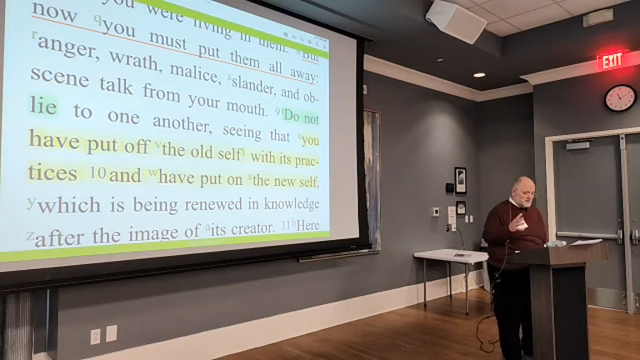 you were living in them. But
now q you must put them all away:
r anger, wrath, malice, s slander, and ob-
scene talk from your mouth. 9 t Do not
lie to one another, seeing that u you
have put off v the old self 1 with its prac-
tices 10 and w have put on x the new self,
y which is being renewed in knowledge
z after the image of a its creator. 11 b Here
EXIT